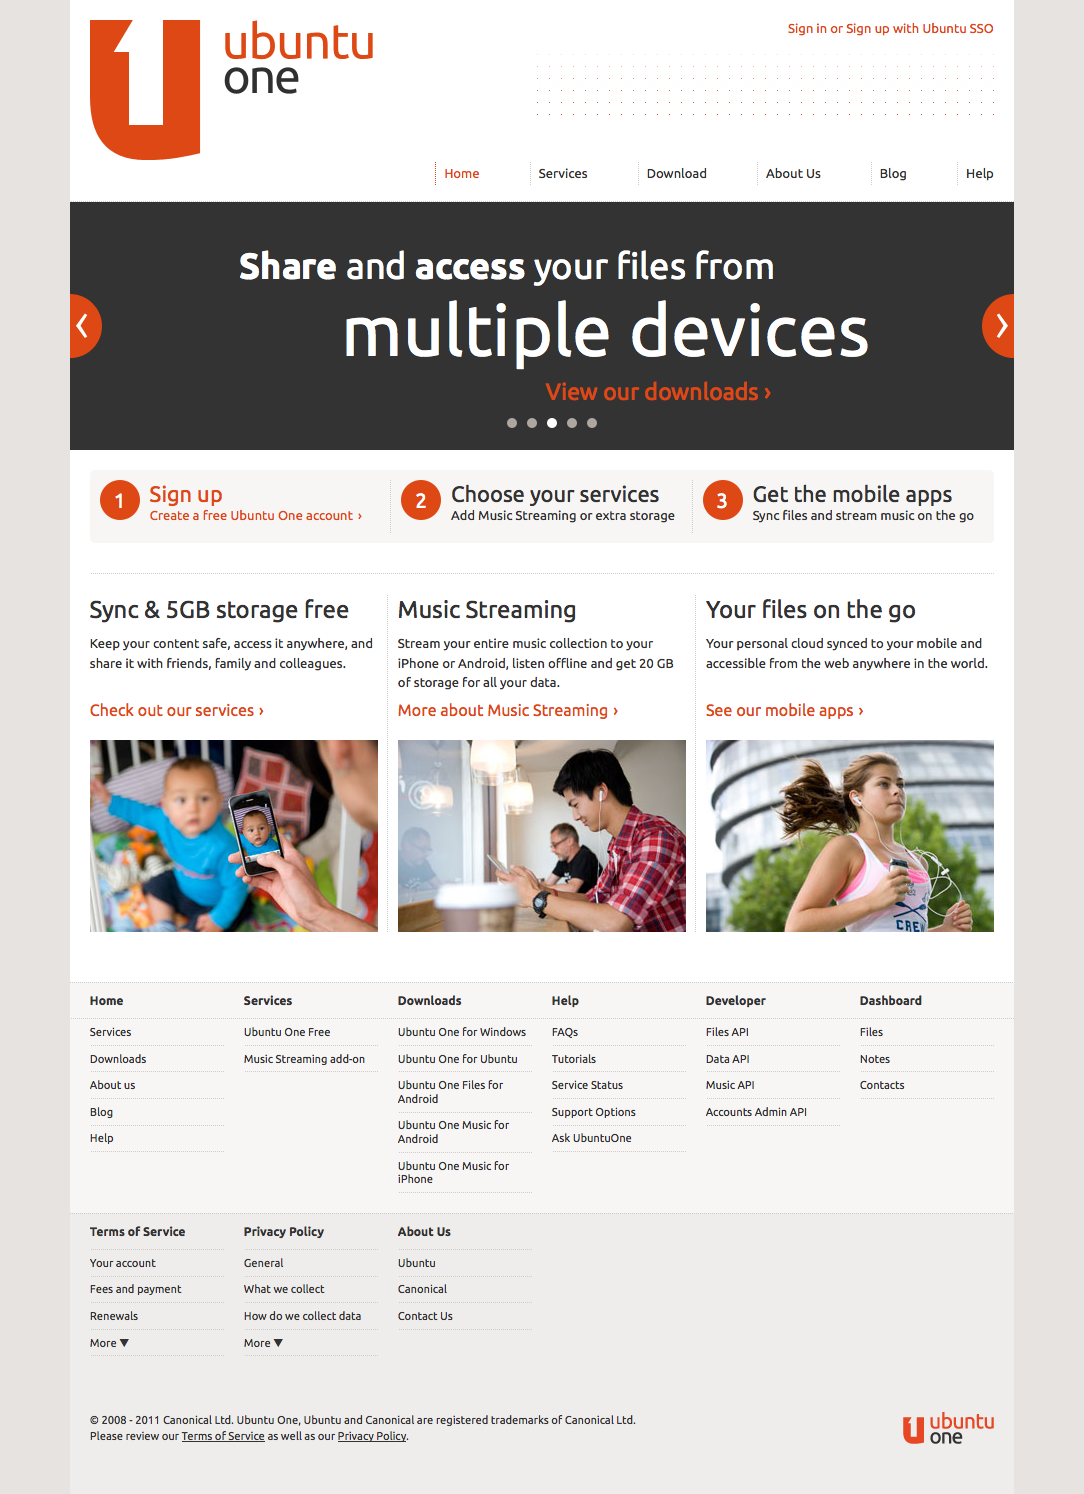 ubuntu
one
Sign in or Sign up with Ubuntu SSO
Home
Services
Download
About Us
Blog
Help
Share and access your files from
multiple devices
View our downloads ›
1
Sign up
Create a free Ubuntu One account ›
2
Choose your services
Add Music Streaming or extra storage
3
Get the mobile apps
Sync files and stream music on the go
Sync & 5GB storage free
Keep your content safe, access it anywhere, and
share it with friends, family and colleagues.
Check out our services ›
Music Streaming
Stream your entire music collection to your
iPhone or Android, listen offline and get 20 GB
of storage for all your data.
More about Music Streaming ›
Your files on the go
Your personal cloud synced to your mobile and
accessible from the web anywhere in the world.
See our mobile apps ›
CREW
Home
Services
Downloads
About us
Blog
Help
Services
Ubuntu One Free
Music Streaming add-on
Downloads
Ubuntu One for Windows
Ubuntu One for Ubuntu
Ubuntu One Files for
Android
Ubuntu One Music for
Android
Ubuntu One Music for
iPhone
Help
FAQs
Tutorials
Service Status
Support Options
Ask UbuntuOne
Developer
Files API
Data API
Music API
Accounts Admin API
Dashboard
Files
Notes
Contacts
Terms of Service
Your account
Fees and payment
Renewals
More ▼
Privacy Policy
General
What we collect
How do we collect data
More ▼
About Us
Ubuntu
Canonical
Contact Us
© 2008 - 2011 Canonical Ltd. Ubuntu One, Ubuntu and Canonical are registered trademarks of Canonical Ltd.
Please review our Terms of Service as well as our Privacy Policy.
ubuntu
one